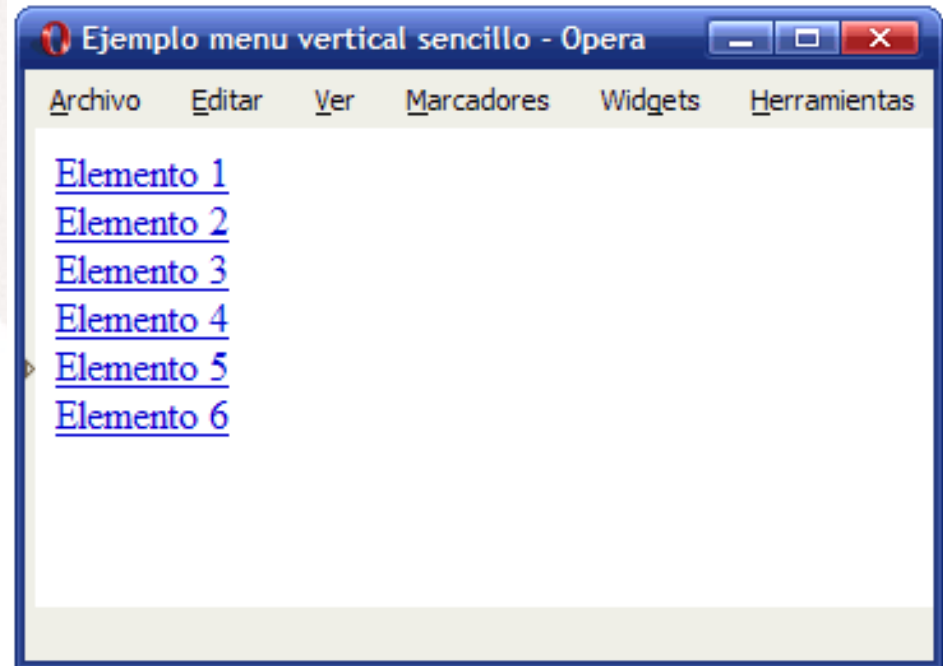 Ejemplo menu vertical sencillo - Opera
Archivo Editar Ver Marcadores Widgets Herramientas
Elemento 1
Elemento 2
Elemento 3
Elemento 4
Elemento 5
Elemento 6